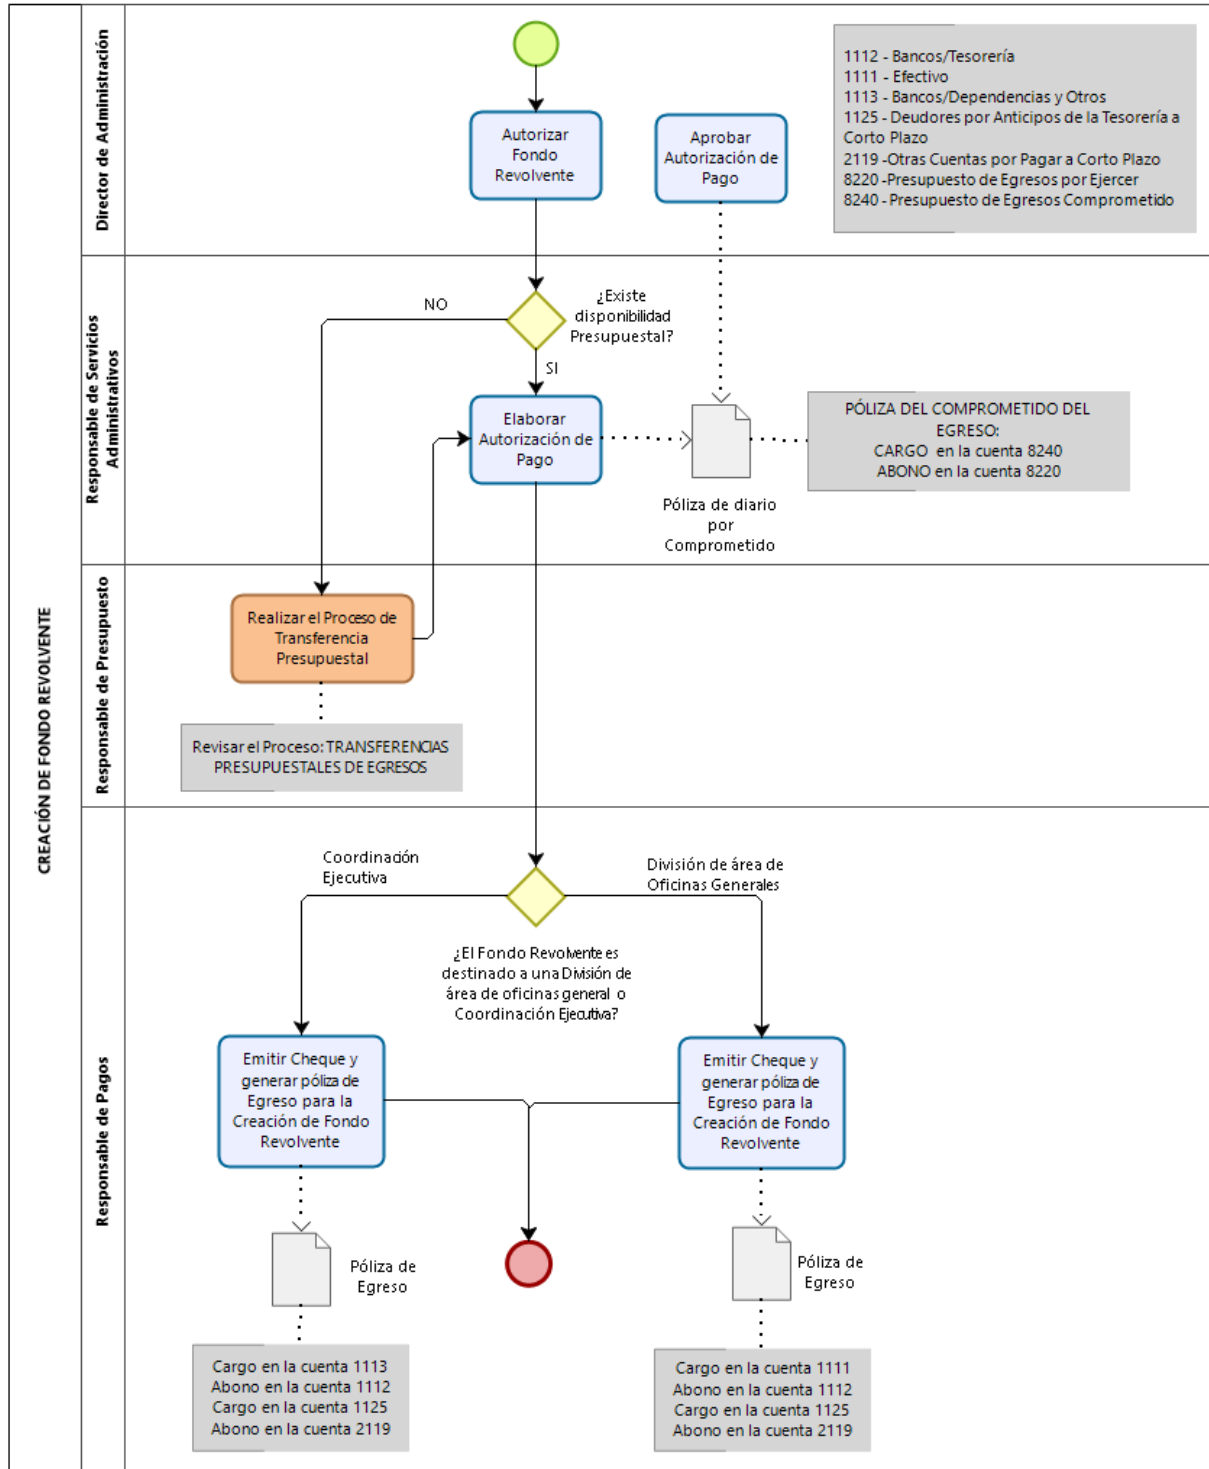 CREACIÓN DE FONDO REVOLVENTE
Director de Administración
Autorizar
Fondo
Revolvente
Aprobar
Autorización de
Pago
1112 - Bancos/Tesorería
1111 - Efectivo
1113 - Bancos/Dependencias y Otros
1125 - Deudores por Anticipos de la Tesorería a
Corto Plazo
2119 -Otras Cuentas por Pagar a Corto Plazo
8220-Presupuesto de Egresos por Ejercer
8240 - Presupuesto de Egresos Comprometido
Responsable de Servicios
Administrativos
NO
¿Existe
disponibilidad
Presupuestal?
SI
Elaborar
Autorización de
Pago
Póliza de diario
por
Comprometido
PÓLIZA DEL COMPROMETIDO DEL
EGRESO:
CARGO en la cuenta 8240
ABONO en la cuenta 8220
Responsable de Presupuesto
Realizar el Proceso de
Transferencia
Presupuestal
Revisar el Proceso: TRANSFERENCIAS
PRESUPUESTALES DE EGRESOS
Responsable de Pagos
Coordinación
Ejecutiva
División de área de
Oficinas Generales
¿El Fondo Revolvente es
destinado a una División de
área de oficinas general o
Coordinación Ejecutiva?
Emitir Cheque y
generar póliza de
Egreso para la
Creación de Fondo
Revolvente
Emitir Cheque y
generar póliza de
Egreso para la
Creación de Fondo
Revolvente
Póliza de
Egreso
Póliza de
Egreso
Cargo en la cuenta 1113
Abono en la cuenta 1112
Cargo en la cuenta 1125
Abono en la cuenta 2119
Cargo en la cuenta 1111
Abono en la cuenta 1112
Cargo en la cuenta 1125
Abono en la cuenta 2119